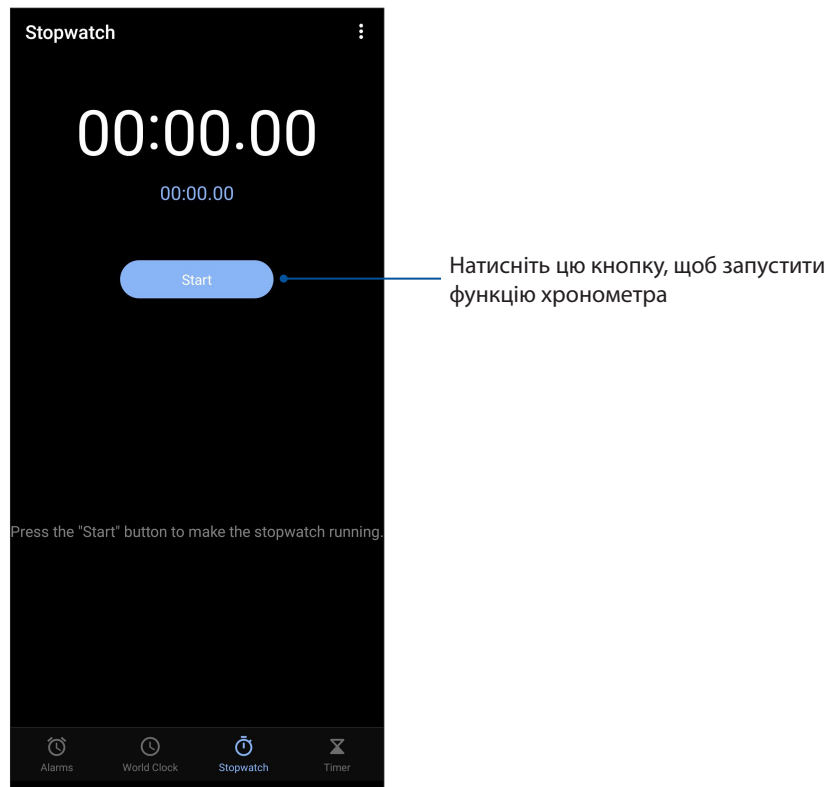 Stopwatch
00:00.00
00:00.00
Start
Натисніть цю кнопку, щоб запустити
функцію хронометра
Press the "Start" button to make the stopwatch running.
Alarms
World Clock
Stopwatch
Timer